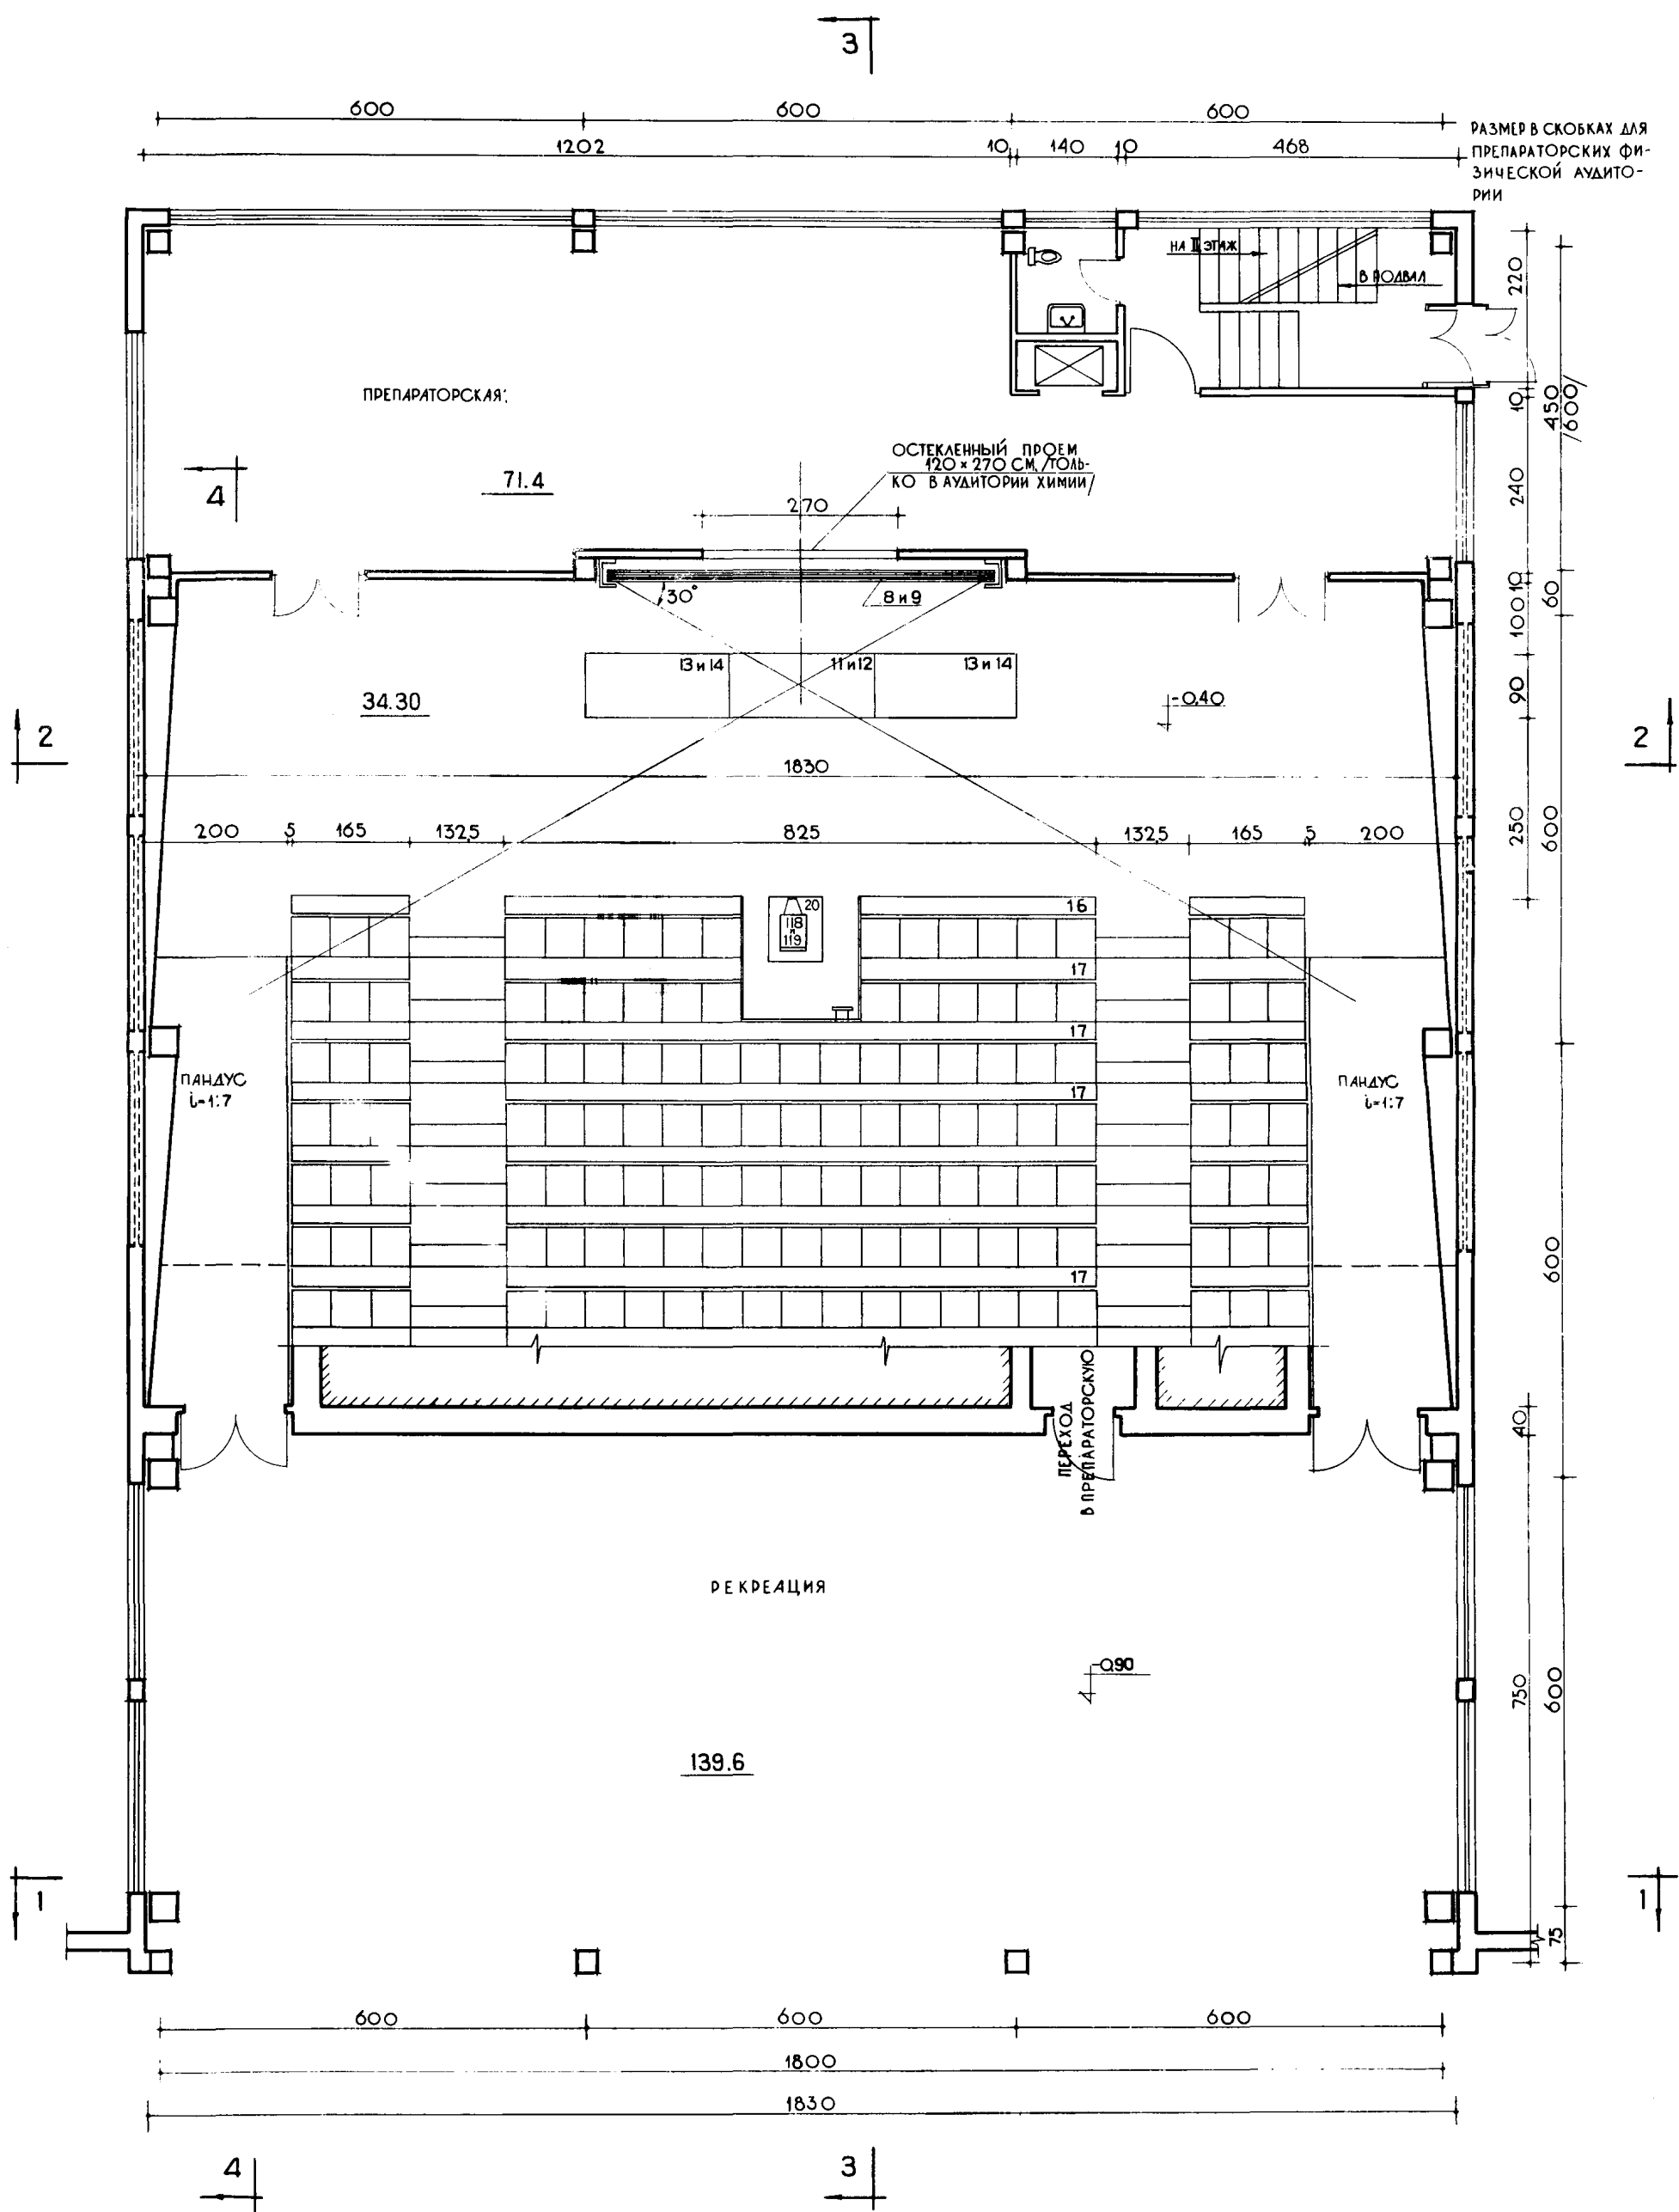 3
600 600 600
РАЗМЕР В СКОБКАХ ДЛЯ
ПРЕПАРАТОРСКИХ ФИ-
ЗИЧЕСКОЙ АУДИТО-
РИИ
1202 10 140 10 468
НА II ЭТАЖ
В ПОДВАЛ
220
ПРЕПАРАТОРСКАЯ
10
450
/600/
ОСТЕКЛЕННЫЙ ПРОЕМ
120 × 270 СМ. /ТОЛЬ-
КО В АУДИТОРИИ ХИМИИ/
4
71.4
240
270
30°
8 и 9
10
60
100
13 и 14 11 и 12 13 и 14
34.30
-0.40
90
2
2
1830
200 5 165 132,5 825 132,5 165 5 200
250
600
20
118
и
119
16
17
17
17
17
ПАНДУС
i=1:7
ПАНДУС
i=1:7
600
ПЕРЕХОД
В ПРЕПАРАТОРСКУЮ
40
РЕКРЕАЦИЯ
-0.90
750
600
139.6
1
1
75
600 600 600
1800
1830
4
3